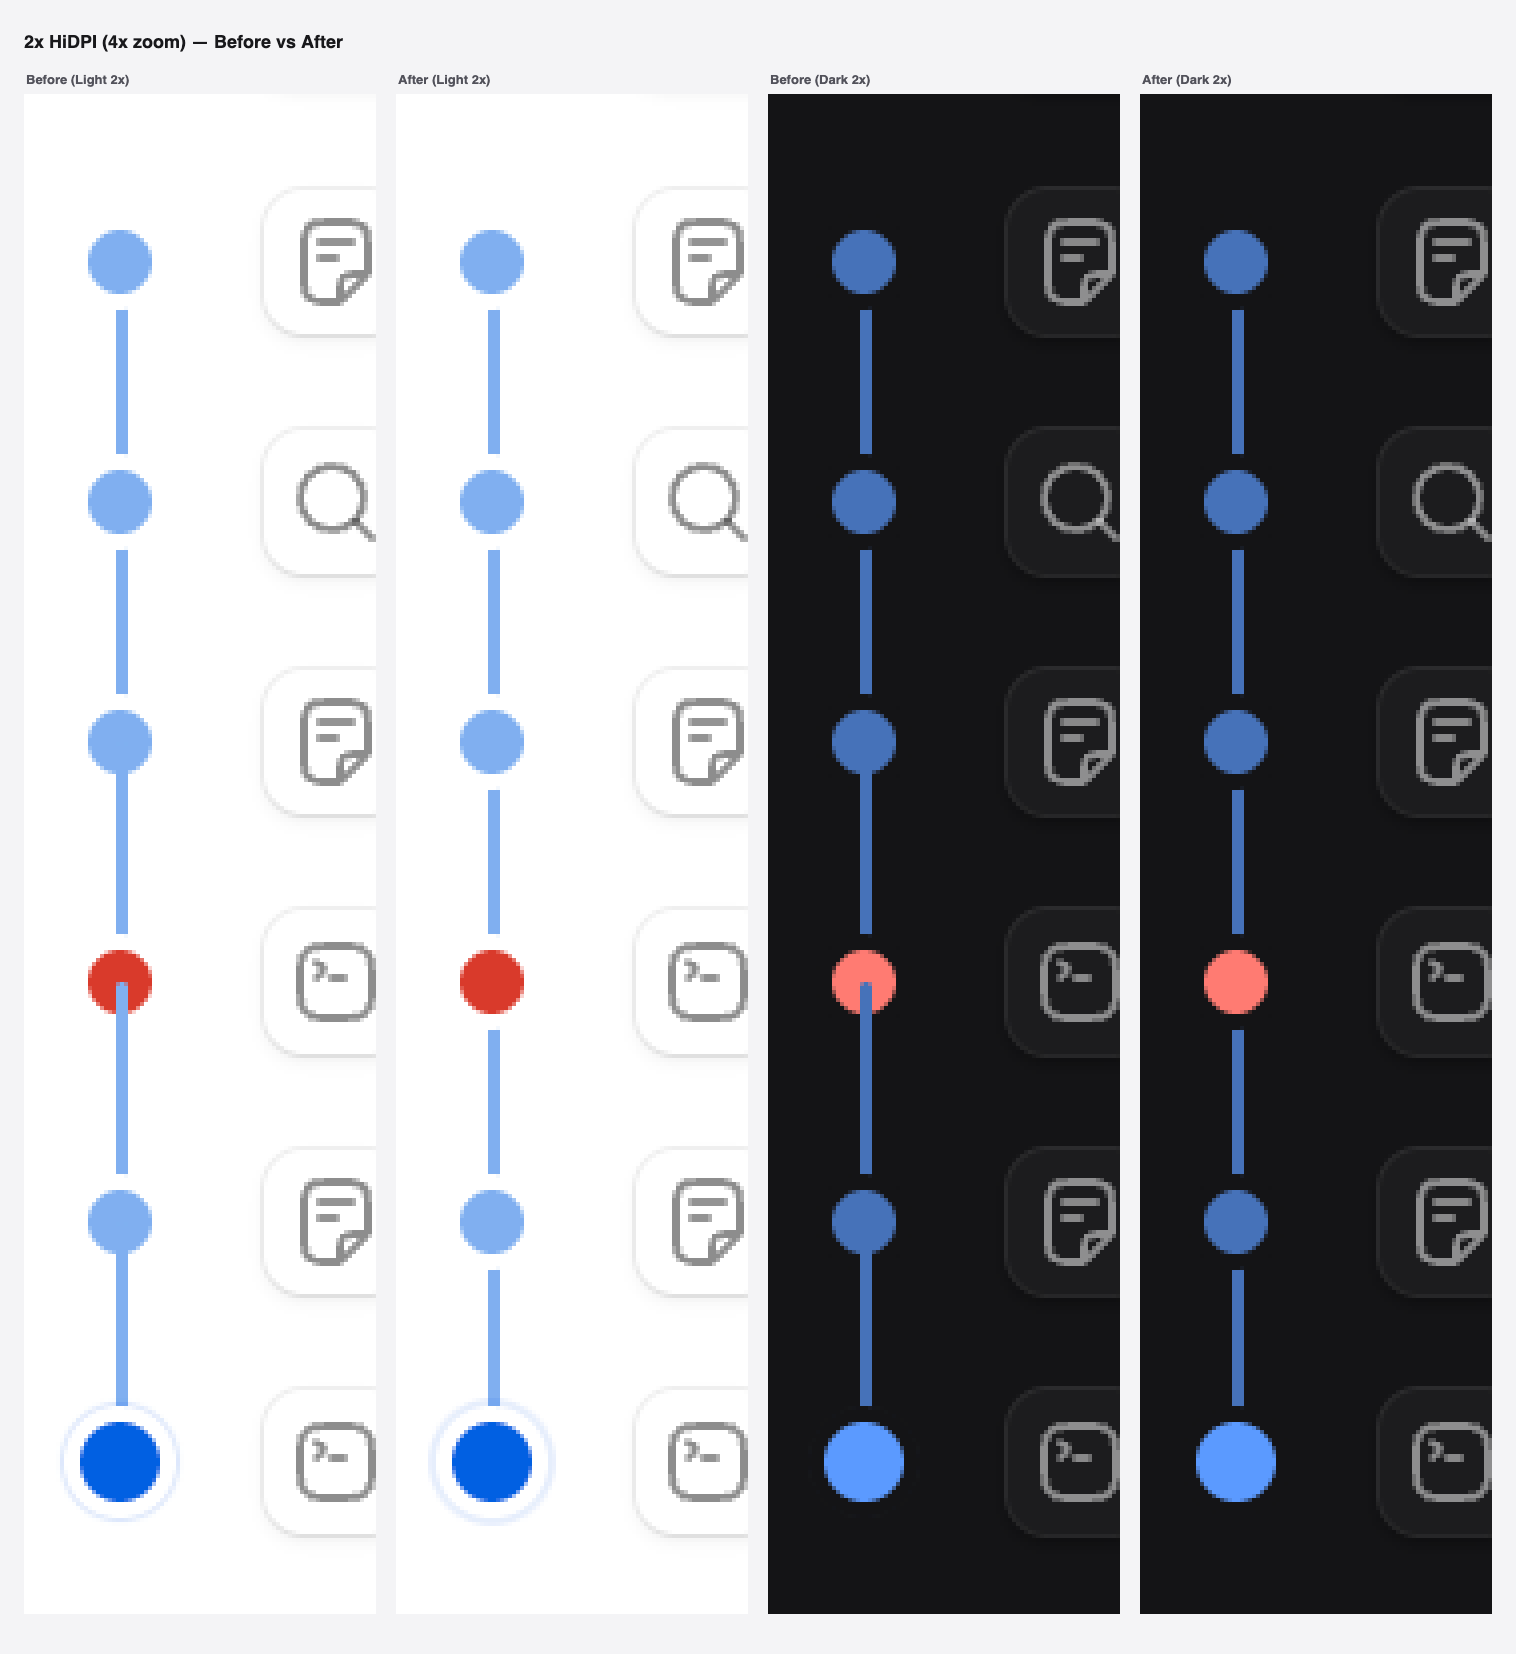 2x HiDPI (4x zoom) — Before vs After
Before (Light 2x)
After (Light 2x)
Before (Dark 2x)
After (Dark 2x)